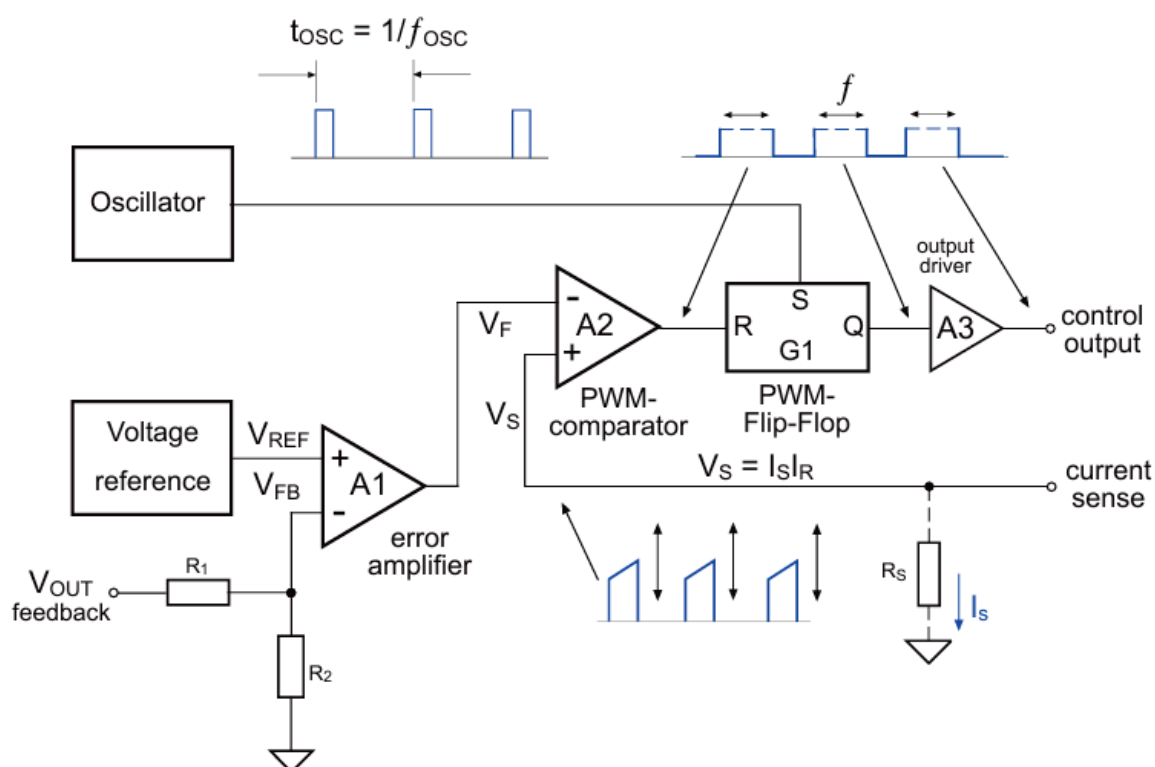 tOSC = 1/fOSC
f
Oscillator
S
output
driver
VF
-
A2
+
R
G1
Q
A3
control
output
PWM-
comparator
PWM-
Flip-Flop
VS
Voltage
reference
VREF
VFB
+
A1
-
error
amplifier
VS = ISIR
current
sense
VOUT
feedback
R1
R2
RS
IS